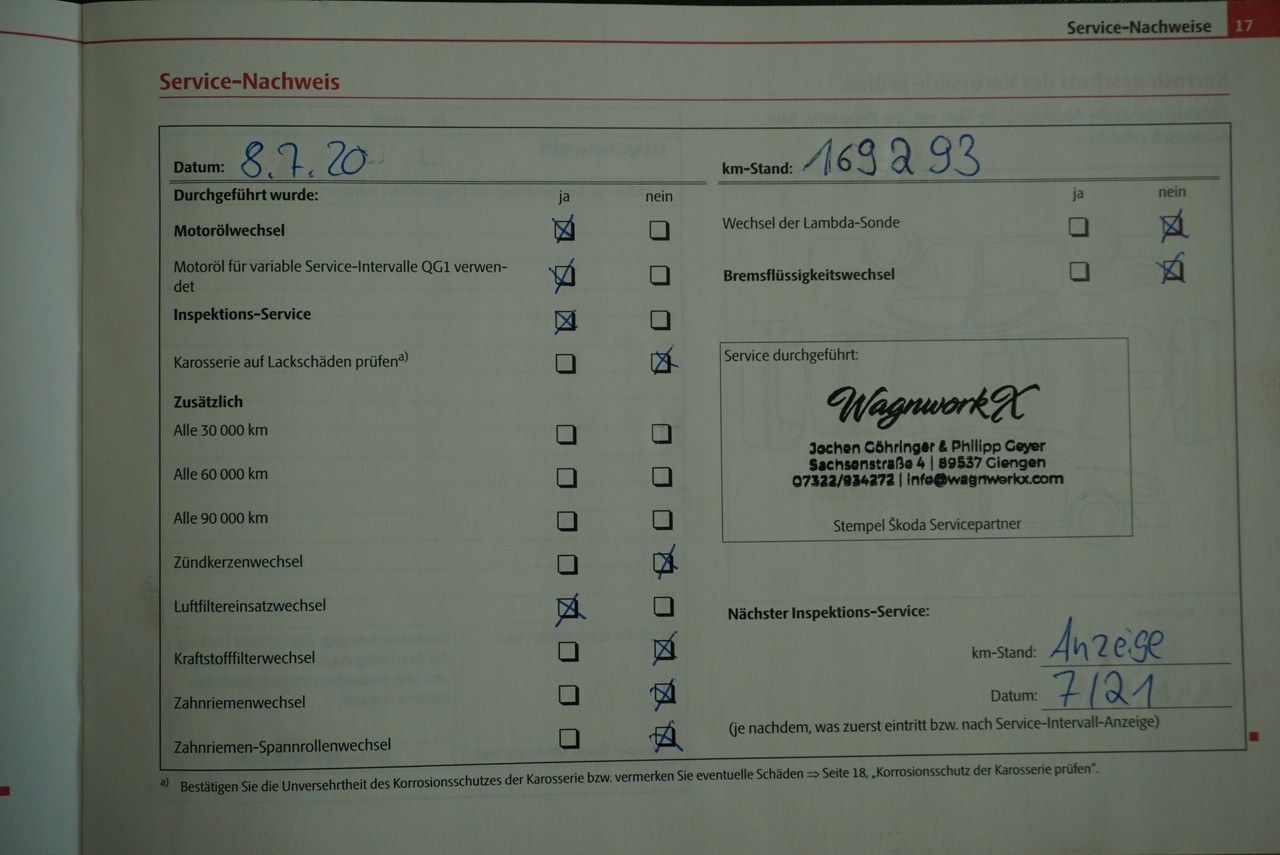 Service-Nachweise 17
Service-Nachweis
Datum: 8.7.20
km-Stand: 169293
Durchgeführt wurde: ja nein
Motorölwechsel
Motoröl für variable Service-Intervalle QG1 verwen-
det
Inspektions-Service
Karosserie auf Lackschäden prüfen a)
Zusätzlich
Alle 30 000 km
Alle 60 000 km
Alle 90 000 km
Zündkerzenwechsel
Luftfiltereinsatzwechsel
Kraftstofffilterwechsel
Zahnriemenwechsel
Zahnriemen-Spannrollenwechsel
ja nein
Wechsel der Lambda-Sonde
Bremsflüssigkeitswechsel
Service durchgeführt:
WagnworkX
Jochen Göhringer & Philipp Geyer
Sachsenstraße 4 | 89537 Giengen
07322/934272 | info@wagnworkx.com
Stempel Škoda Servicepartner
Nächster Inspektions-Service:
km-Stand: Anzeige
Datum: 7/21
(je nachdem, was zuerst eintritt bzw. nach Service-Intervall-Anzeige)
a) Bestätigen Sie die Unversehrtheit des Korrosionsschutzes der Karosserie bzw. vermerken Sie eventuelle Schäden ⇒ Seite 18, „Korrosionsschutz der Karosserie prüfen“.